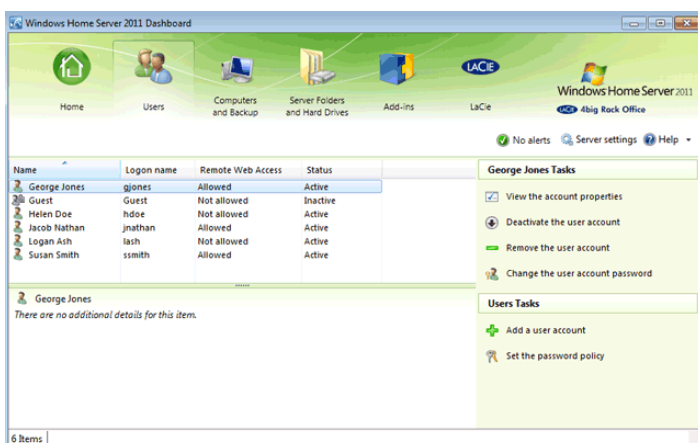 Windows Home Server 2011 Dashboard
Home
Users
Computers
and Backup
Server Folders
and Hard Drives
Add-ins
LACIE
LaCie
Windows Home Server 2011
LACIE 4big Rack Office
No alerts Server settings Help
Name Logon name Remote Web Access Status
George Jones gjones Allowed Active
Guest Guest Not allowed Inactive
Helen Doe hdoe Not allowed Active
Jacob Nathan jnathan Allowed Active
Logan Ash lash Not allowed Active
Susan Smith ssmith Allowed Active
George Jones
There are no additional details for this item.
George Jones Tasks
View the account properties
Deactivate the user account
Remove the user account
Change the user account password
Users Tasks
Add a user account
Set the password policy
6 Items